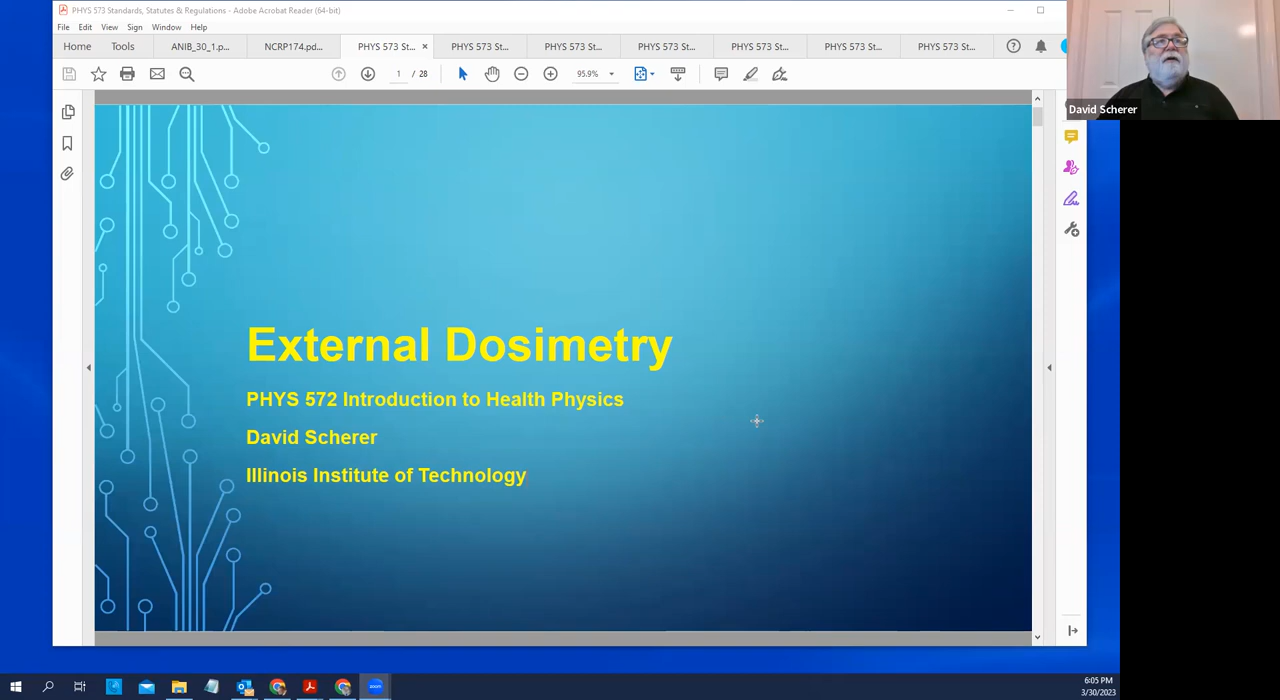 PHYS 573 Standards, Statutes & Regulations - Adobe Acrobat Reader (64-bit)
File Edit View Sign Window Help
Home Tools ANIB_30_1.p... NCRP174.pd... PHYS 573 St... × PHYS 573 St... PHYS 573 St... PHYS 573 St... PHYS 573 St... PHYS 573 St... PHYS 573 St...
1 / 28 95.9%
David Scherer
External Dosimetry
PHYS 572 Introduction to Health Physics
David Scherer
Illinois Institute of Technology
zoom
6:05 PM
3/30/2023